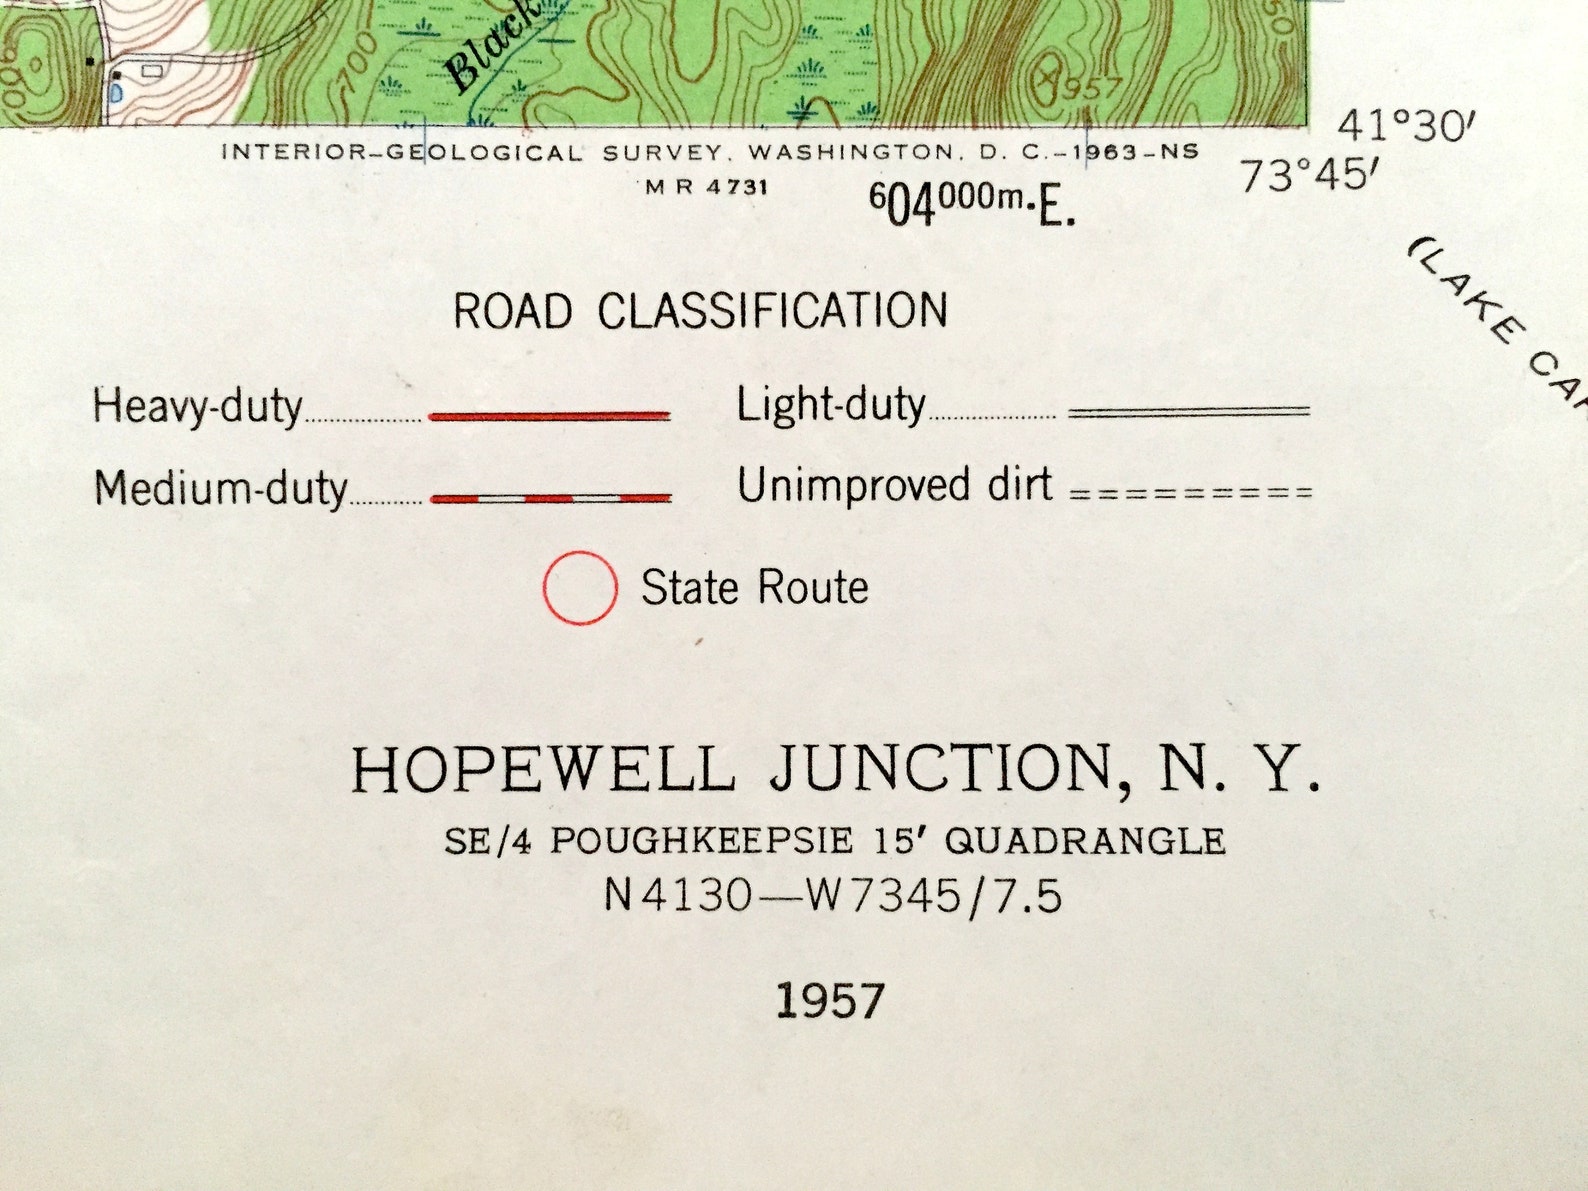 Black
700
957
41°30′
INTERIOR–GEOLOGICAL SURVEY. WASHINGTON. D. C.–1963–NS
73°45′
MR 4731
604000m.E.
(LAKE
ROAD CLASSIFICATION
Heavy-duty
Light-duty
Medium-duty
Unimproved dirt
State Route
HOPEWELL JUNCTION, N. Y.
SE/4 POUGHKEEPSIE 15′ QUADRANGLE
N4130—W7345/7.5
1957